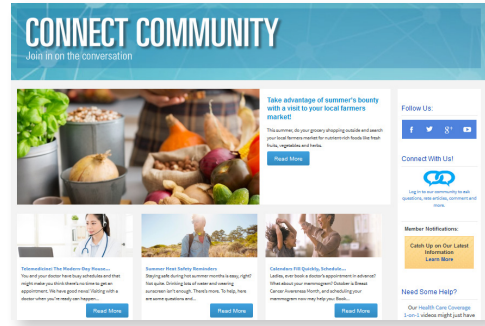 CONNECT COMMUNITY
Join in on the conversation
Take advantage of summer's bounty
with a visit to your local farmers
market!
This summer, do your grocery shopping outside and search
your local farmers market for nutrient rich foods like fresh
fruits, vegetables and herbs.
Read More
Telemedicine: The Modern-Day House...
You and your doctor have busy schedules and that
might make you think there's no time to get an
appointment. We have good news! Visiting with a
doctor when you're ready can happen...
Read More
Summer Heat Safety Reminders
Staying safe during hot summer months is easy, right?
Not quite. Drinking lots of water and wearing
sunscreen isn't enough. There's more. To help, here
are some questions and...
Read More
Calendars Fill Quickly, Schedule...
Ladies, ever book a doctor's appointment in advance?
What about your mammogram? October is Breast
Cancer Awareness Month, and scheduling your
mammogram now may help you: Book...
Read More
Follow Us:
Connect With Us!
Log in to our community to ask
questions, rate articles, comment and
more.
Member Notifications:
Catch Up on Our Latest
Information
Learn More
Need Some Help?
Our Health Care Coverage
1-on-1 videos might just have